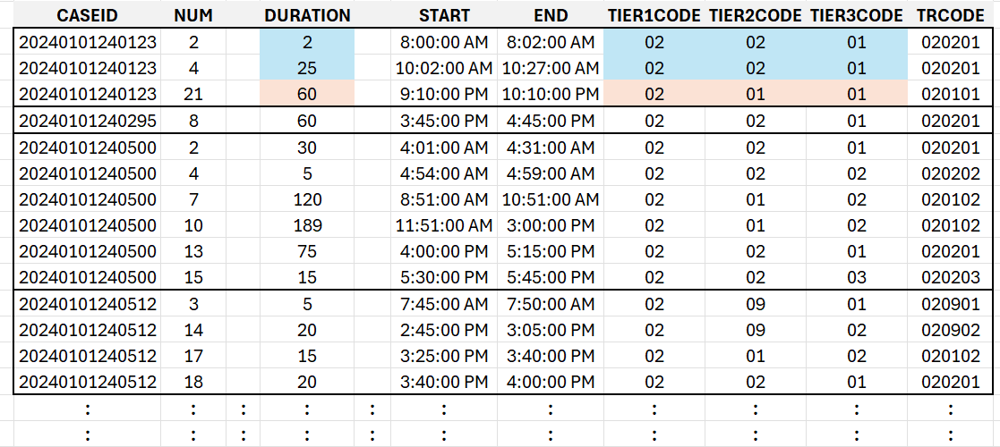 CASEID NUM DURATION START END TIER1CODE TIER2CODE TIER3CODE TRCODE
20240101240123 2 2 8:00:00 AM 8:02:00 AM 02 02 01 020201
20240101240123 4 25 10:02:00 AM 10:27:00 AM 02 02 01 020201
20240101240123 21 60 9:10:00 PM 10:10:00 PM 02 01 01 020101
20240101240295 8 60 3:45:00 PM 4:45:00 PM 02 02 01 020201
20240101240500 2 30 4:01:00 AM 4:31:00 AM 02 02 01 020201
20240101240500 4 5 4:54:00 AM 4:59:00 AM 02 02 02 020202
20240101240500 7 120 8:51:00 AM 10:51:00 AM 02 01 02 020102
20240101240500 10 189 11:51:00 AM 3:00:00 PM 02 01 02 020102
20240101240500 13 75 4:00:00 PM 5:15:00 PM 02 02 01 020201
20240101240500 15 15 5:30:00 PM 5:45:00 PM 02 02 03 020203
20240101240512 3 5 7:45:00 AM 7:50:00 AM 02 09 01 020901
20240101240512 14 20 2:45:00 PM 3:05:00 PM 02 09 02 020902
20240101240512 17 15 3:25:00 PM 3:40:00 PM 02 01 02 020102
20240101240512 18 20 3:40:00 PM 4:00:00 PM 02 02 01 020201
: : : : : : : : : : :
: : : : : : : : : : :